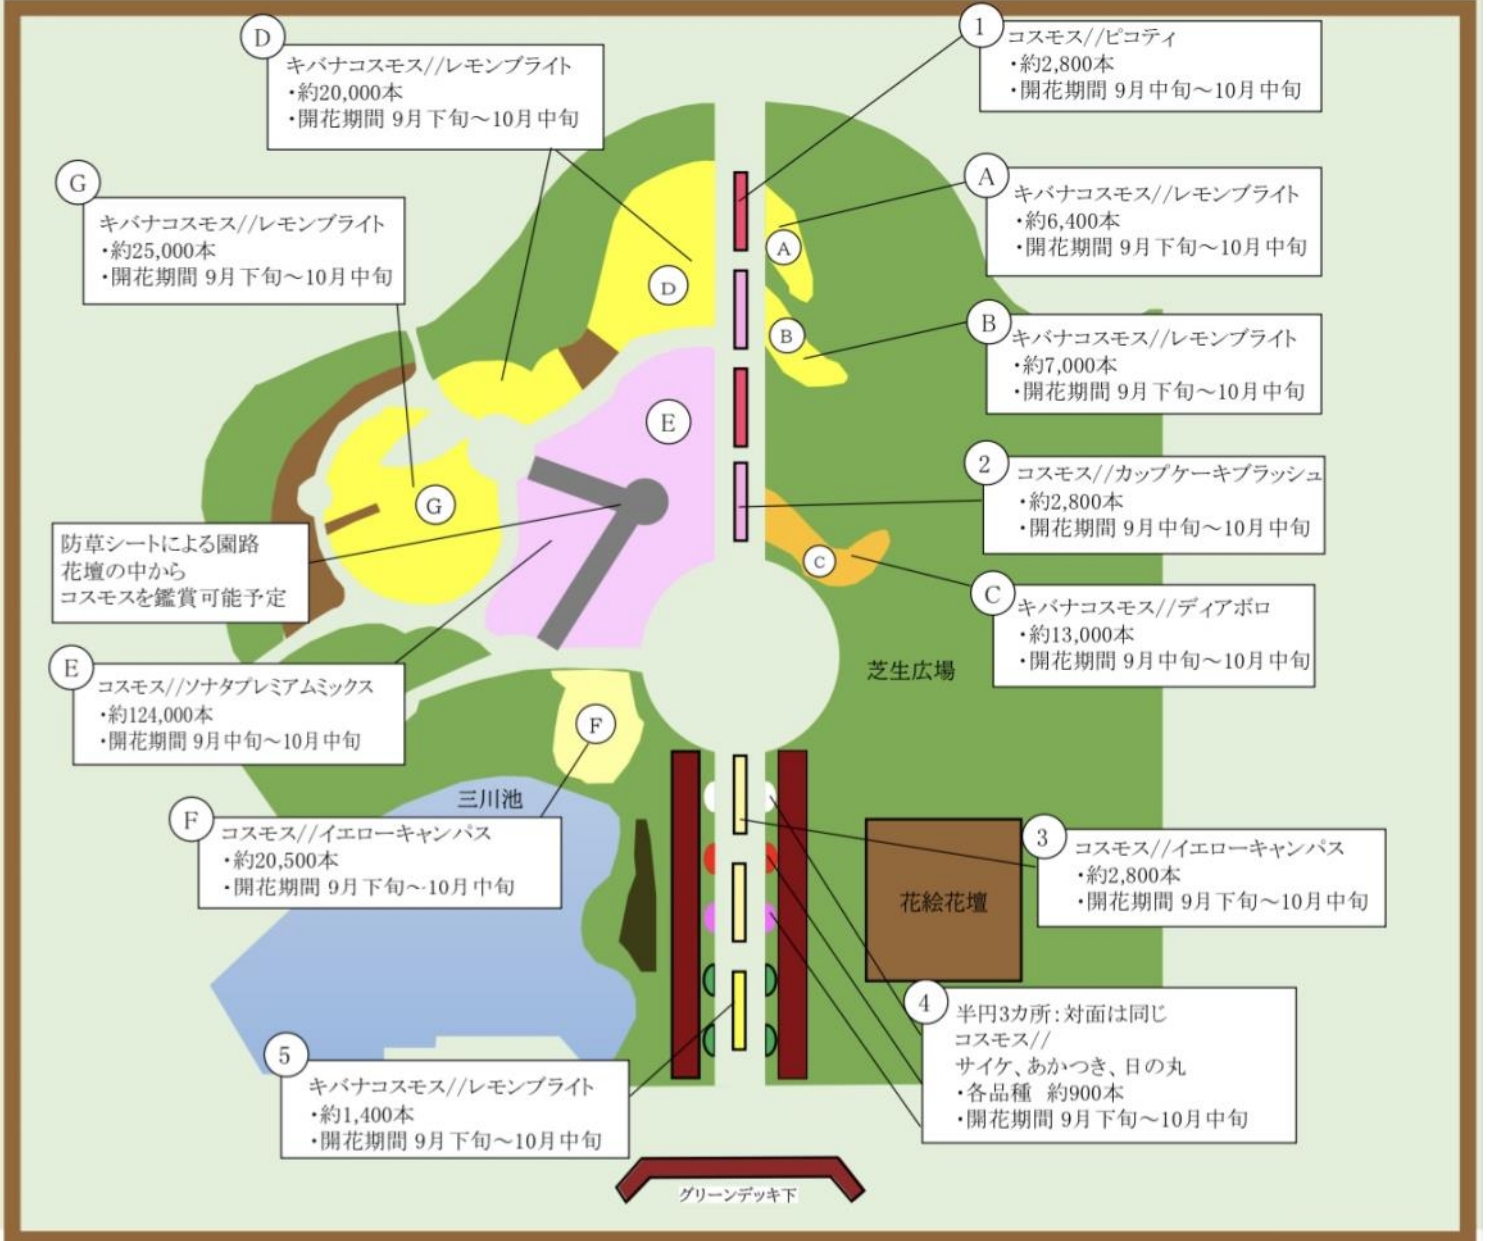 D
キバナコスモス//レモンブライト
・約20,000本
・開花期間 9月下旬～10月中旬
1
コスモス//ピコティ
・約2,800本
・開花期間 9月中旬～10月中旬
G
キバナコスモス//レモンブライト
・約25,000本
・開花期間 9月下旬～10月中旬
A
キバナコスモス//レモンブライト
・約6,400本
・開花期間 9月下旬～10月中旬
A
D
B
B
キバナコスモス//レモンブライト
・約7,000本
・開花期間 9月下旬～10月中旬
E
2
コスモス//カップケーキブラッシュ
・約2,800本
・開花期間 9月中旬～10月中旬
G
防草シートによる園路
花壇の中から
コスモスを鑑賞可能予定
C
C
キバナコスモス//ディアボロ
・約13,000本
・開花期間 9月中旬～10月中旬
芝生広場
E
コスモス//ソナタプレミアムミックス
・約124,000本
・開花期間 9月中旬～10月中旬
F
三川池
F
コスモス//イエローキャンパス
・約20,500本
・開花期間 9月下旬～10月中旬
3
コスモス//イエローキャンパス
・約2,800本
・開花期間 9月下旬～10月中旬
花絵花壇
4
半円3カ所：対面は同じ
コスモス//
サイケ、あかつき、日の丸
・各品種 約900本
・開花期間 9月下旬～10月中旬
5
キバナコスモス//レモンブライト
・約1,400本
・開花期間 9月下旬～10月中旬
グリーンデッキ下